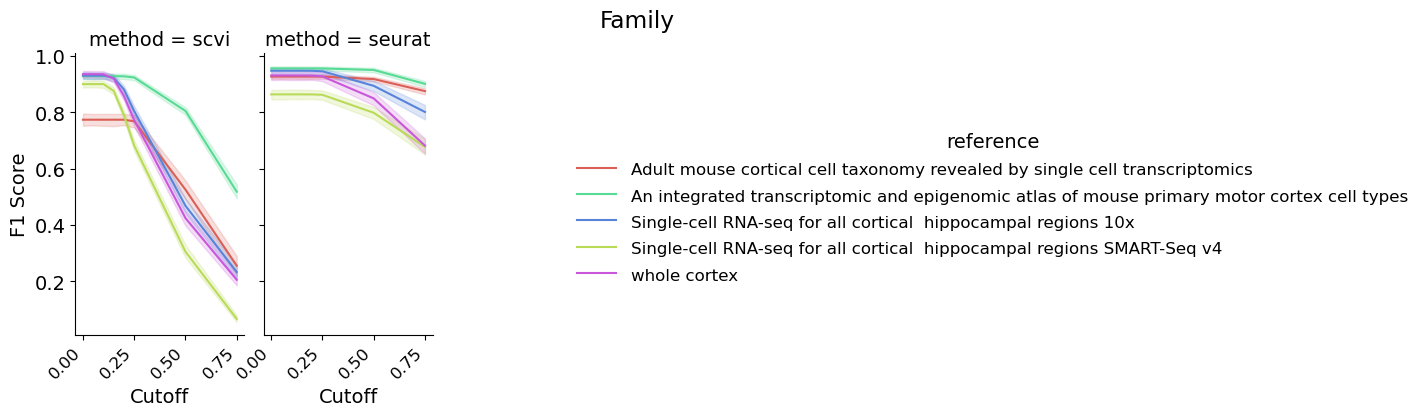 Family
method = scvi
method = seurat
F1 Score
1.0
0.8
0.6
0.4
0.2
0.00
0.25
0.50
0.75
Cutoff
0.00
0.25
0.50
0.75
Cutoff
reference
Adult mouse cortical cell taxonomy revealed by single cell transcriptomics
An integrated transcriptomic and epigenomic atlas of mouse primary motor cortex cell types
Single-cell RNA-seq for all cortical  hippocampal regions 10x
Single-cell RNA-seq for all cortical  hippocampal regions SMART-Seq v4
whole cortex